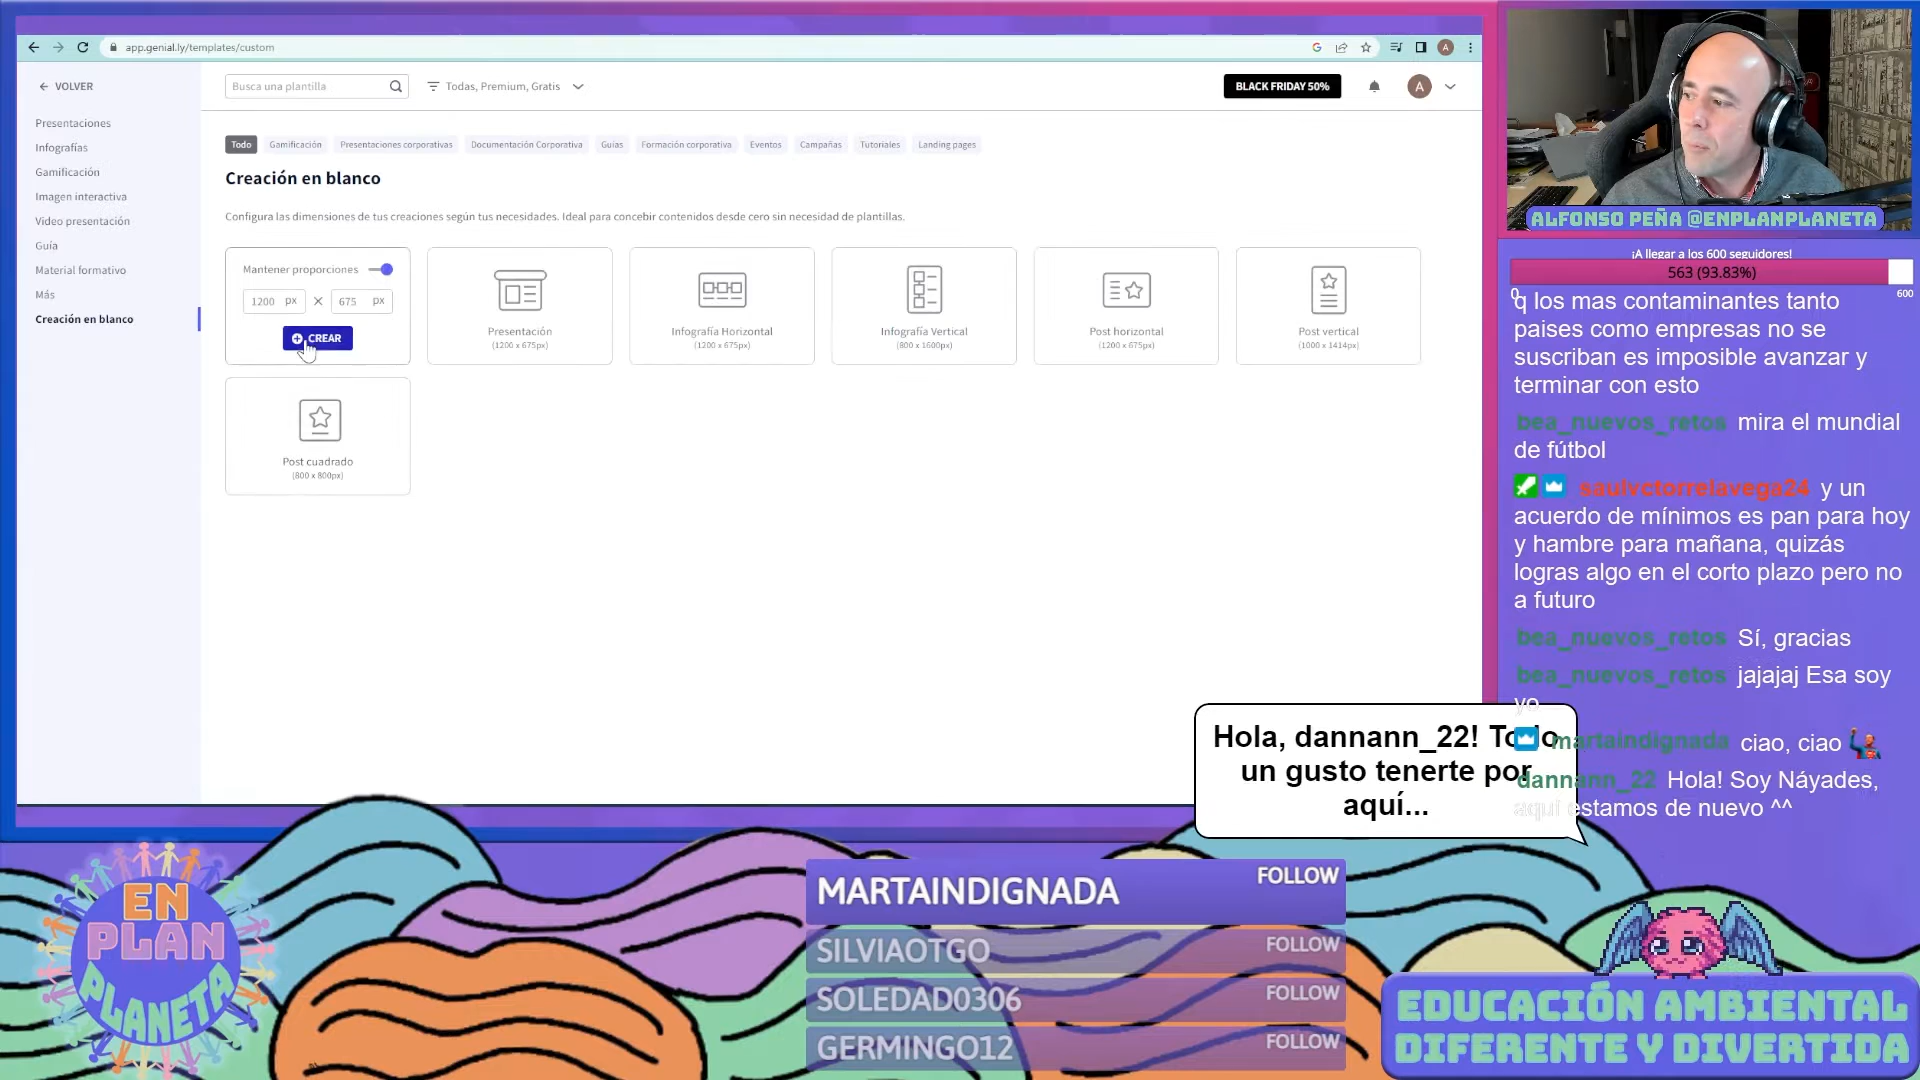 app.genial.ly/templates/custom
VOLVER
Busca una plantilla
Todas, Premium, Gratis
BLACK FRIDAY 50%
A
A
Presentaciones
Infografías
Gamificación
Imagen interactiva
Video presentación
Guía
Material formativo
Más
Creación en blanco
Todo
Gamificación
Presentaciones corporativas
Documentación Corporativa
Guias
Formación corporativa
Eventos
Campañas
Tutoriales
Landing pages
Creación en blanco
Configura las dimensiones de tus creaciones según tus necesidades. Ideal para concebir contenidos desde cero sin necesidad de plantillas.
Mantener proporciones
1200 px × 675 px
CREAR
Presentación
(1200 x 675px)
Infografía Horizontal
(1200 x 675px)
Infografía Vertical
(800 x 1600px)
Post horizontal
(1200 x 675px)
Post vertical
(1000 x 1414px)
Post cuadrado
(800 x 800px)
ALFONSO PEÑA @ENPLANPLANETA
¡A llegar a los 600 seguidores!
563 (93.83%)
0
600
q los mas contaminantes tanto
paises como empresas no se
suscriban es imposible avanzar y
terminar con esto
bea_nuevos_retos mira el mundial
de fútbol
saulvctorrelavega24 y un
acuerdo de mínimos es pan para hoy
y hambre para mañana, quizás
logras algo en el corto plazo pero no
a futuro
bea_nuevos_retos Sí, gracias
bea_nuevos_retos jajajaj Esa soy
yo
martaindignada ciao, ciao
dannann_22 Hola! Soy Náyades,
aquí estamos de nuevo ^^
Hola, dannann_22! Todo
un gusto tenerte por
aquí...
MARTAINDIGNADA FOLLOW
SILVIAOTGO FOLLOW
SOLEDAD0306 FOLLOW
GERMINGO12 FOLLOW
EN
PLAN
PLANETA
EDUCACIÓN AMBIENTAL
DIFERENTE Y DIVERTIDA